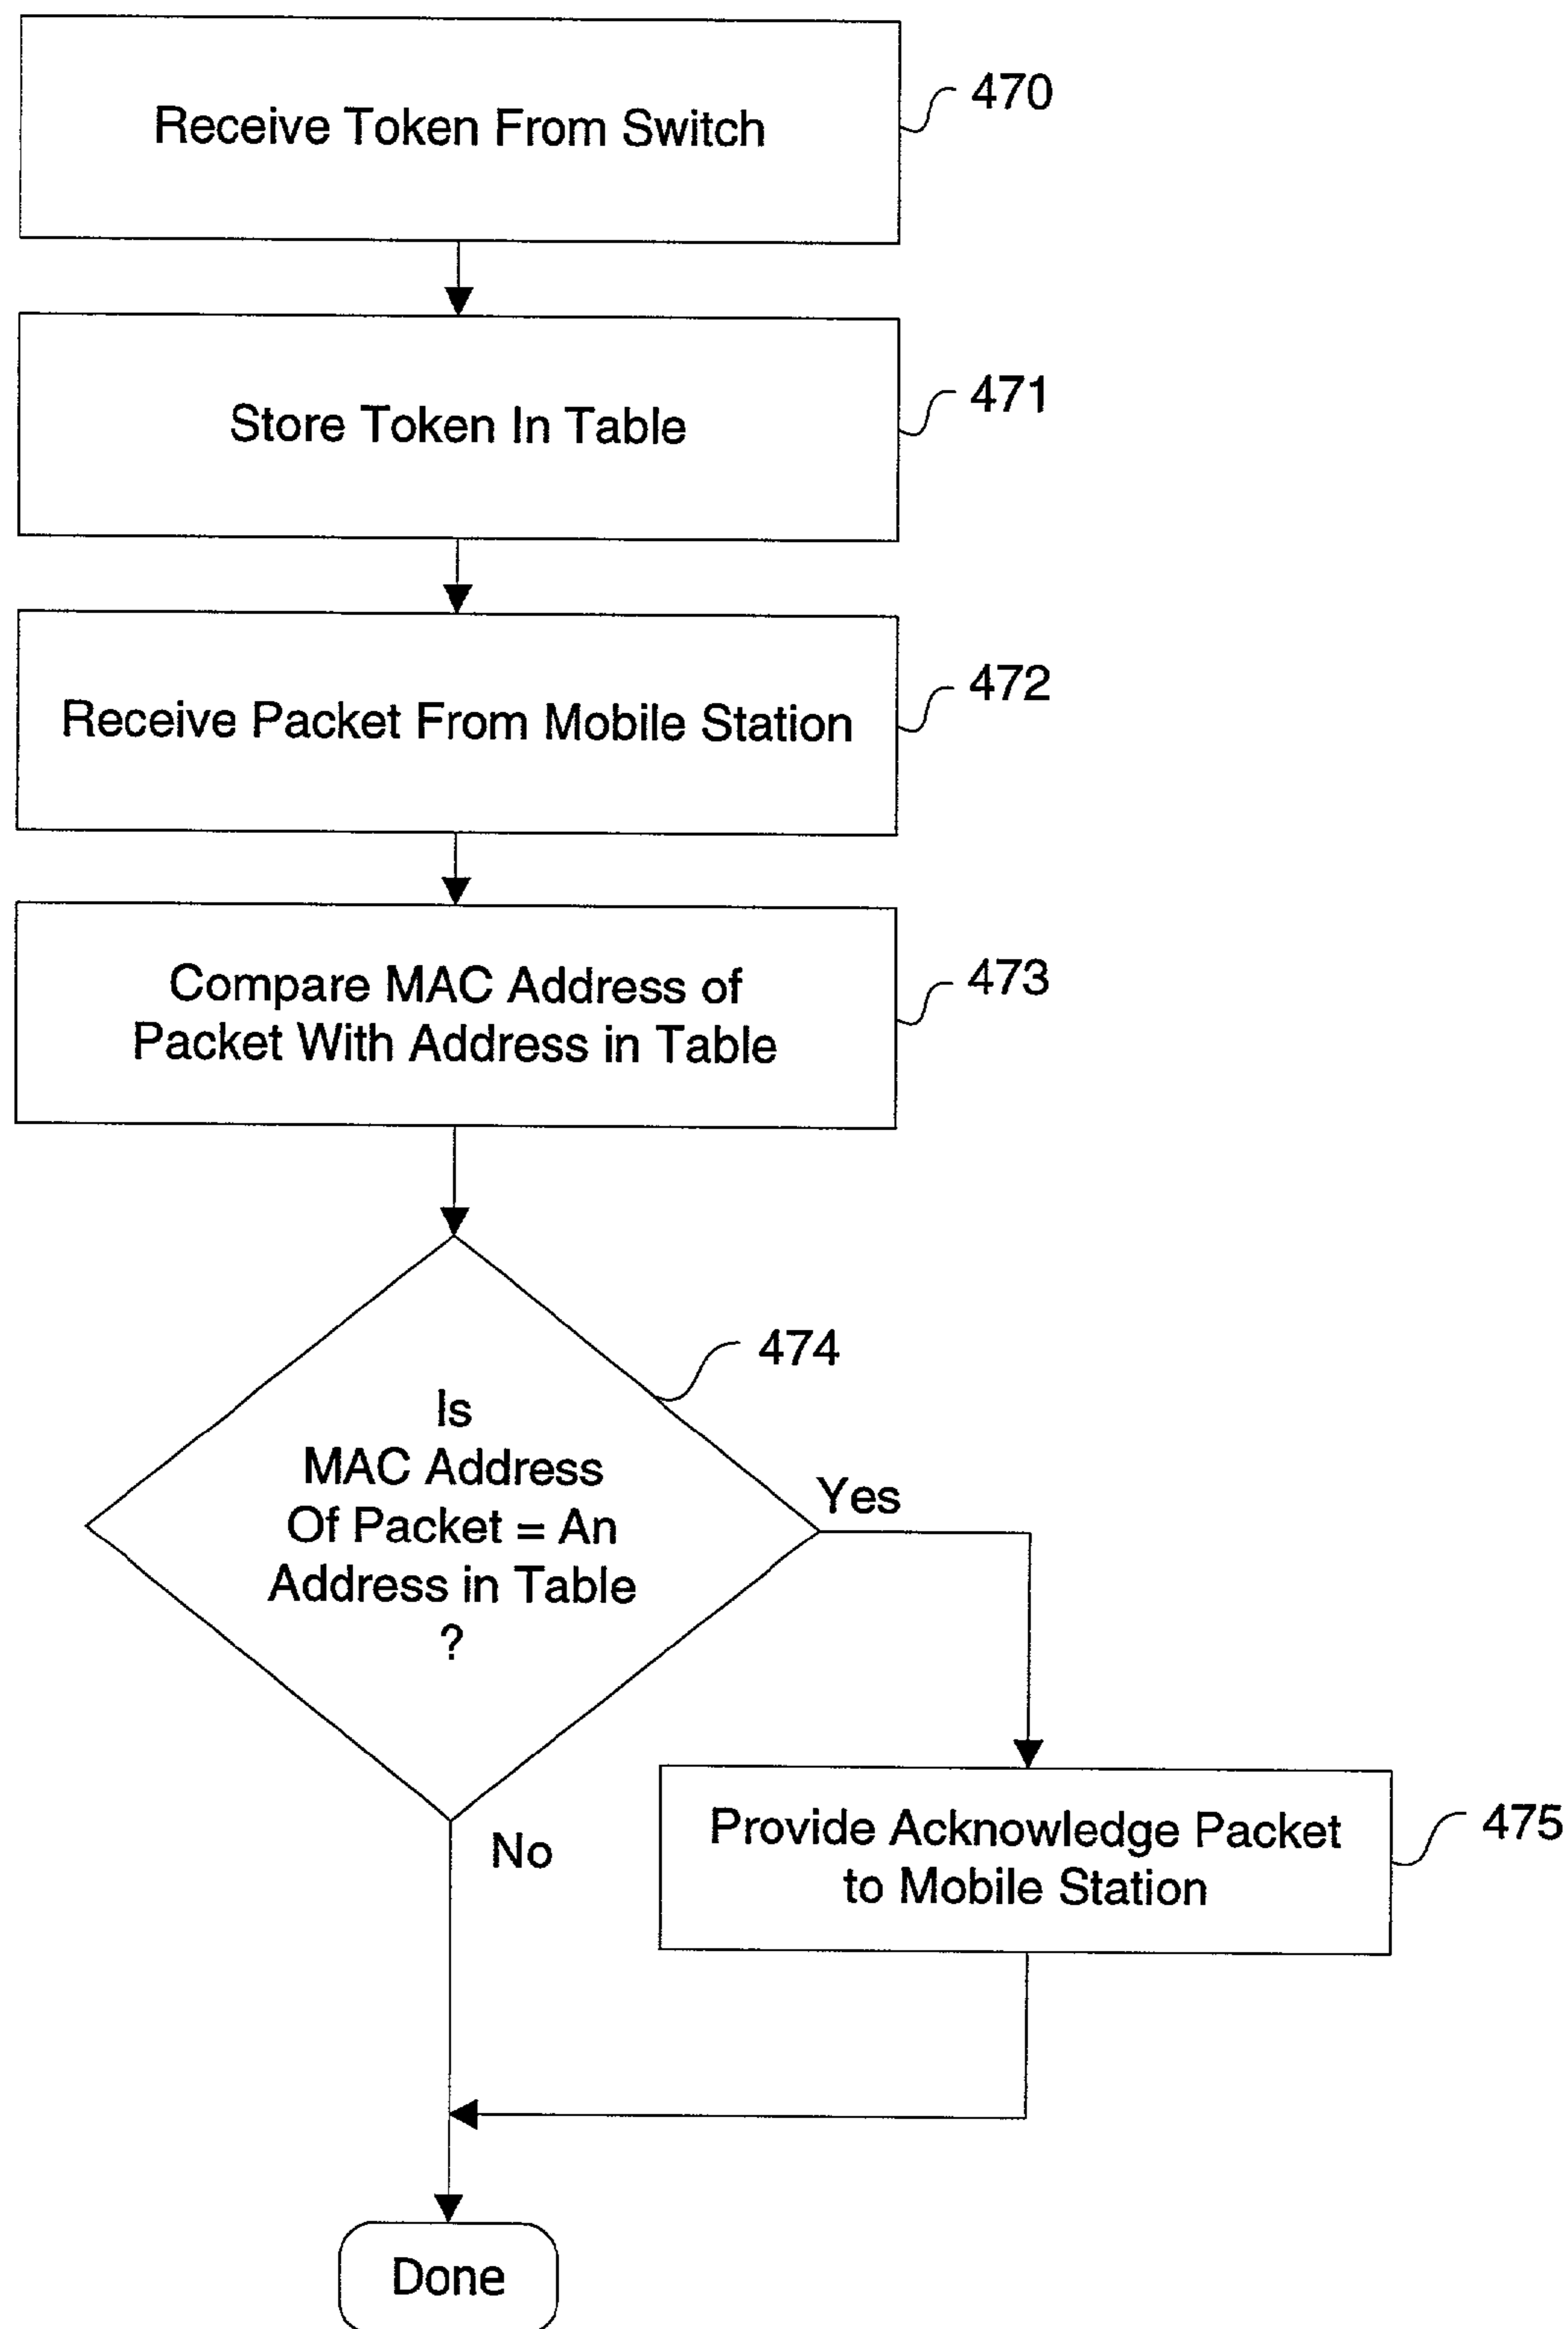 Receive Token From Switch
470
Store Token In Table
471
Receive Packet From Mobile Station
472
Compare MAC Address of
Packet With Address in Table
473
Is
MAC Address
Of Packet = An
Address in Table
?
474
Yes
No
Provide Acknowledge Packet
to Mobile Station
475
Done